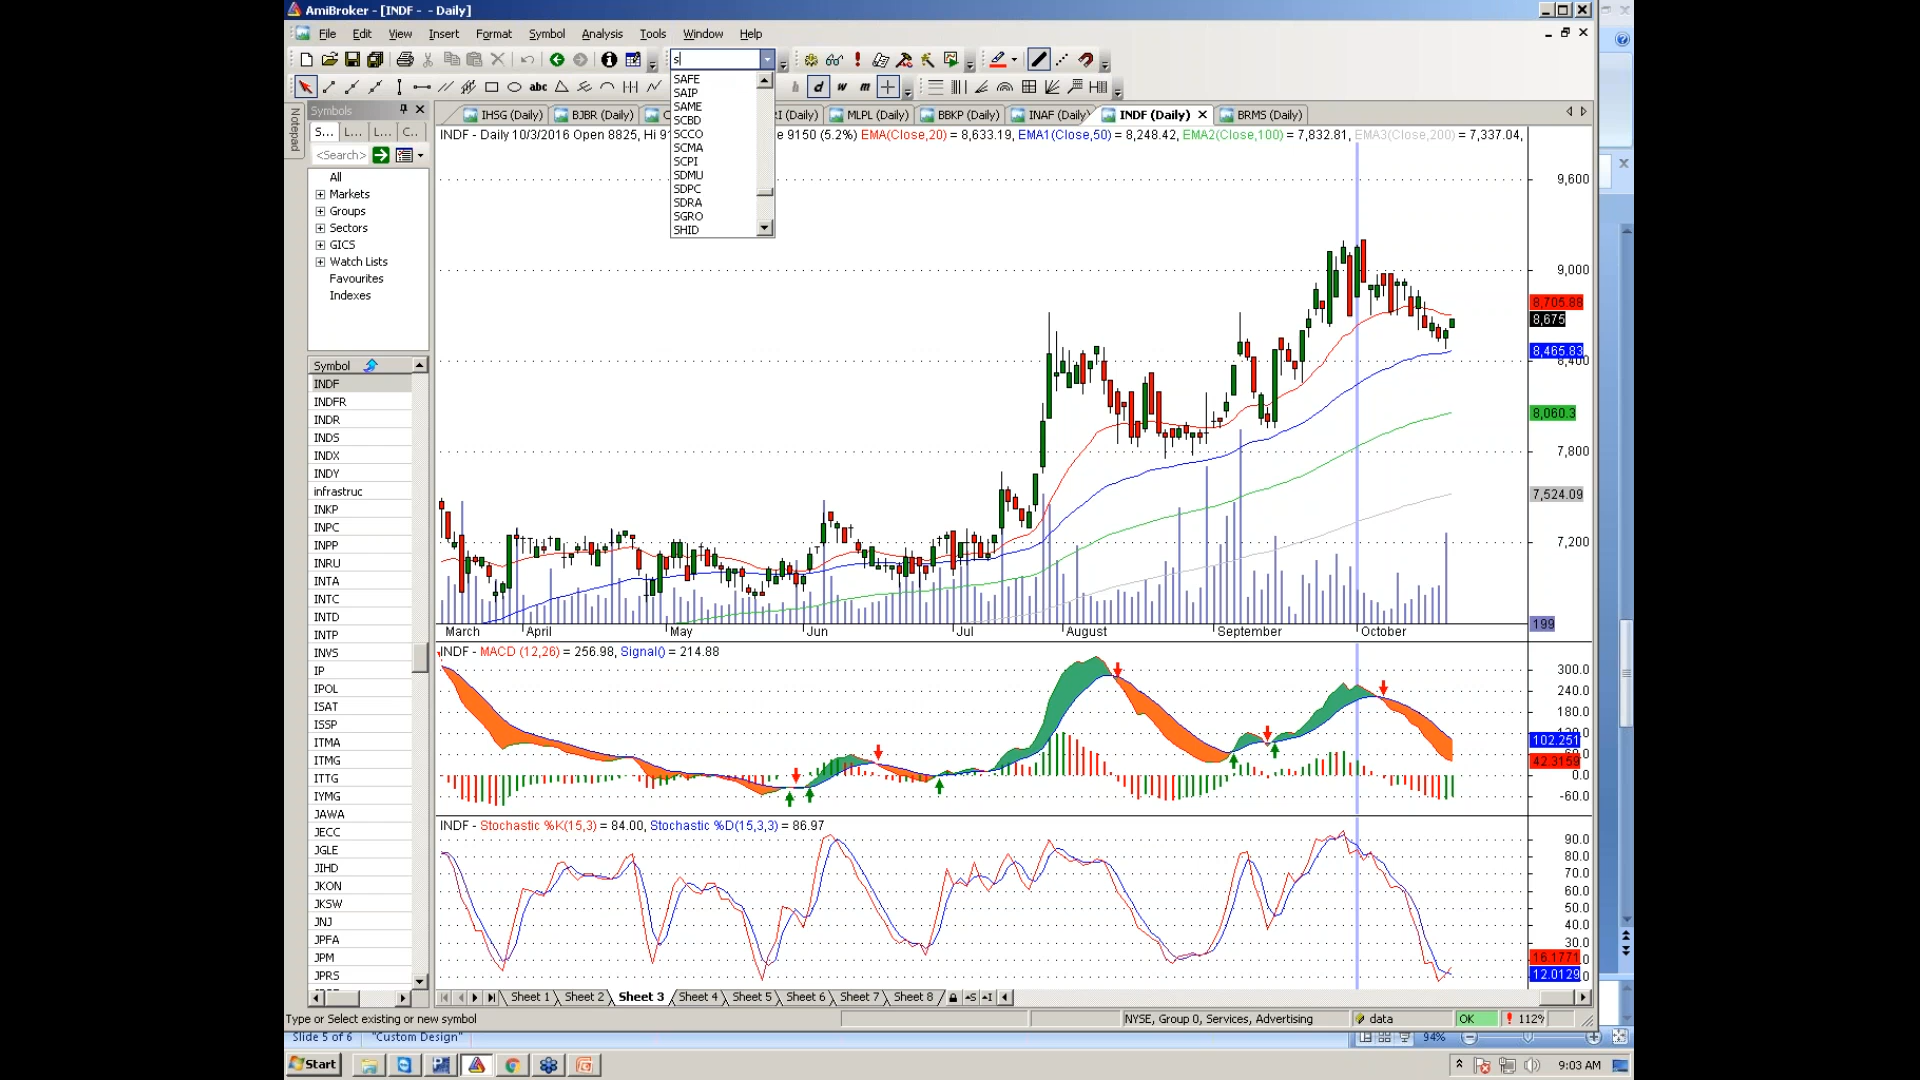 AmiBroker - [INDF - - Daily]
File Edit View Insert Format Symbol Analysis Tools Window Help
s
SAFE
SAIP
SAME
SCBD
SCCO
SCMA
SCPI
SDMU
SDPC
SDRA
SGRO
SHID
abc
d w m
Notepad
Symbols
S... L... L... C...
<Search>
All
Markets
Groups
Sectors
GICS
Watch Lists
Favourites
Indexes
Symbol
INDF
INDFR
INDR
INDS
INDX
INDY
infrastruc
INKP
INPC
INPP
INRU
INTA
INTC
INTD
INTP
INVS
IP
IPOL
ISAT
ISSP
ITMA
ITMG
ITTG
IYMG
JAWA
JECC
JGLE
JIHD
JKON
JKSW
JNJ
JPFA
JPM
JPRS
IHSG (Daily) BJBR (Daily) I (Daily) MLPL (Daily) BBKP (Daily) INAF (Daily) INDF (Daily) BRMS (Daily)
INDF - Daily 10/3/2016 Open 8825, Hi 9 e 9150 (5.2%) EMA(Close,20) = 8,633.19, EMA1(Close,50) = 8,248.42, EMA2(Close,100) = 7,832.81, EMA3(Close,200) = 7,337.04,
9,600
9,000
8,705.88
8,675
8,465.83
8,400
8,060.3
7,800
7,524.09
7,200
199
March April May Jun Jul August September October
INDF - MACD (12,26) = 256.98, Signal() = 214.88
300.0
240.0
180.0
102.251
60.0
42.3159
0.0
-60.0
INDF - Stochastic %K(15,3) = 84.00, Stochastic %D(15,3,3) = 86.97
90.0
80.0
70.0
60.0
50.0
40.0
30.0
16.1771
12.0129
Sheet 1 Sheet 2 Sheet 3 Sheet 4 Sheet 5 Sheet 6 Sheet 7 Sheet 8
Type or Select existing or new symbol NYSE, Group 0, Services, Advertising data OK 112%
Slide 5 of 6 "Custom Design" 94%
Start 9:03 AM